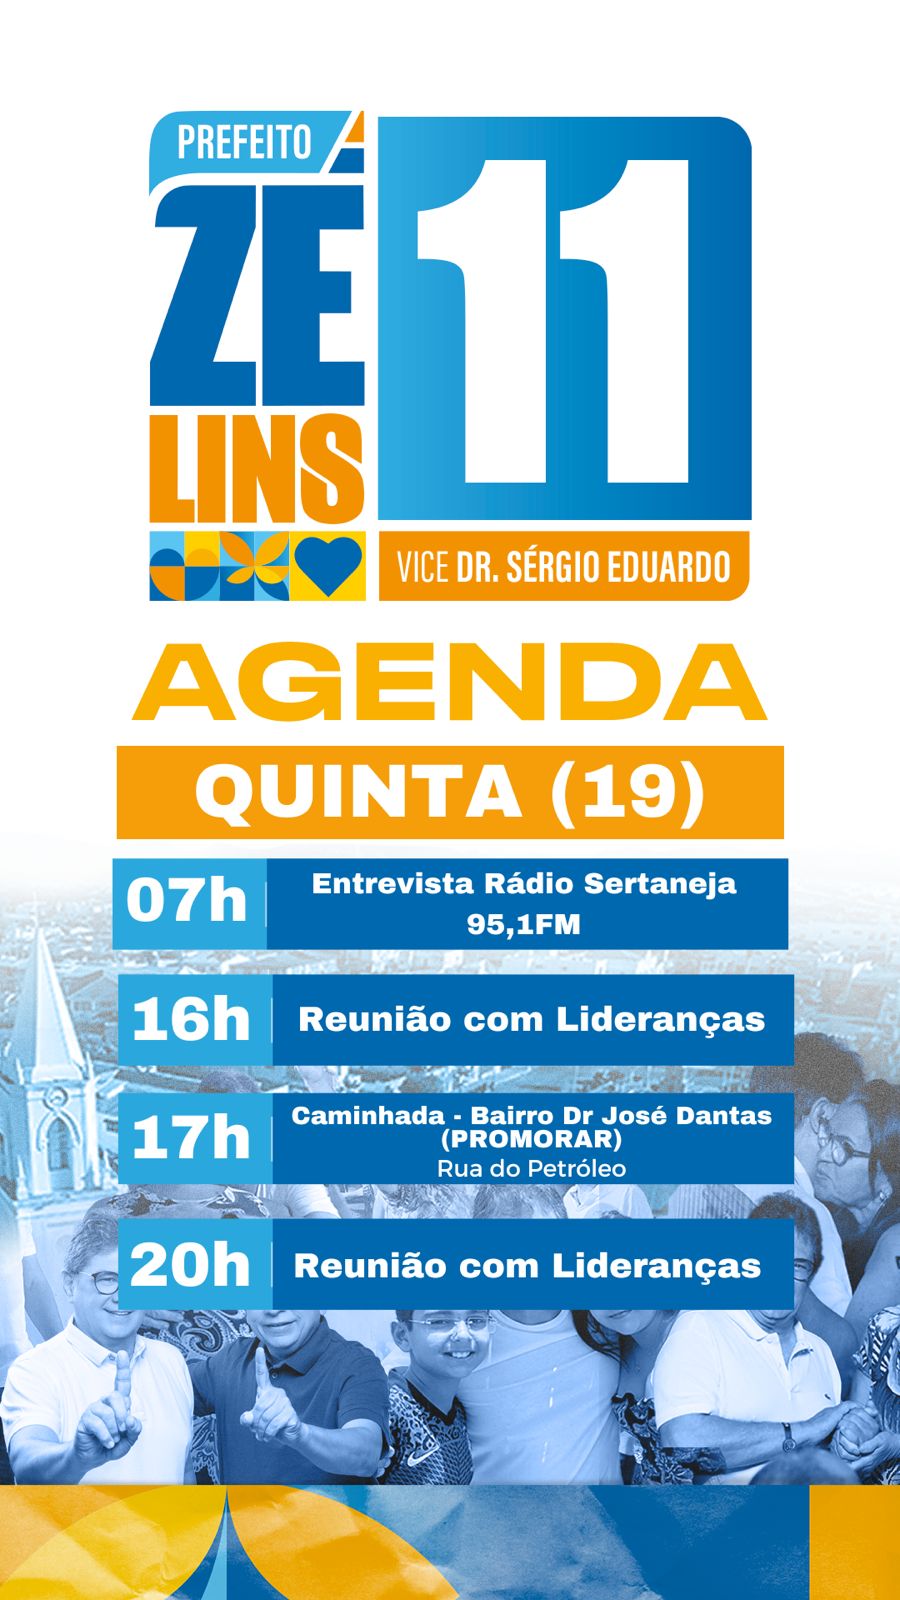 PREFEITO
ZÉ
LINS
11
VICE DR. SÉRGIO EDUARDO
AGENDA
QUINTA (19)
07h
Entrevista Rádio Sertaneja
95,1FM
16h
Reunião com Lideranças
17h
Caminhada - Bairro Dr José Dantas
(PROMORAR)
Rua do Petróleo
20h
Reunião com Lideranças